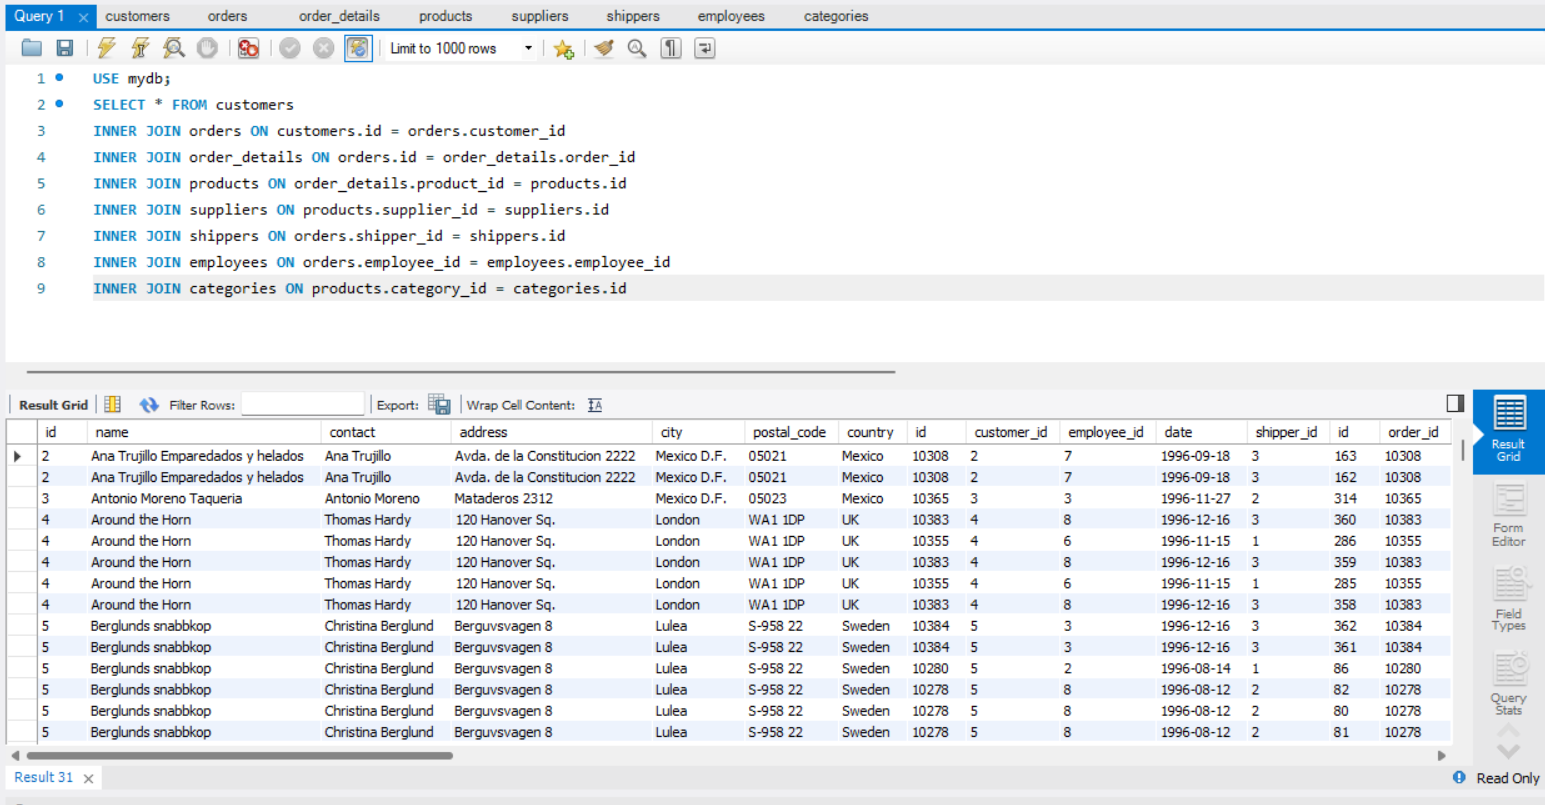 Query 1 customers orders order_details products suppliers shippers employees categories
Limit to 1000 rows
1 USE mydb;
2 SELECT * FROM customers
3 INNER JOIN orders ON customers.id = orders.customer_id
4 INNER JOIN order_details ON orders.id = order_details.order_id
5 INNER JOIN products ON order_details.product_id = products.id
6 INNER JOIN suppliers ON products.supplier_id = suppliers.id
7 INNER JOIN shippers ON orders.shipper_id = shippers.id
8 INNER JOIN employees ON orders.employee_id = employees.employee_id
9 INNER JOIN categories ON products.category_id = categories.id
Result Grid Filter Rows: Export: Wrap Cell Content: IA
id name contact address city postal_code country id customer_id employee_id date shipper_id id order_id
2 Ana Trujillo Emparedados y helados Ana Trujillo Avda. de la Constitucion 2222 Mexico D.F. 05021 Mexico 10308 2 7 1996-09-18 3 163 10308
2 Ana Trujillo Emparedados y helados Ana Trujillo Avda. de la Constitucion 2222 Mexico D.F. 05021 Mexico 10308 2 7 1996-09-18 3 162 10308
3 Antonio Moreno Taqueria Antonio Moreno Mataderos 2312 Mexico D.F. 05023 Mexico 10365 3 3 1996-11-27 2 314 10365
4 Around the Horn Thomas Hardy 120 Hanover Sq. London WA1 1DP UK 10383 4 8 1996-12-16 3 360 10383
4 Around the Horn Thomas Hardy 120 Hanover Sq. London WA1 1DP UK 10355 4 6 1996-11-15 1 286 10355
4 Around the Horn Thomas Hardy 120 Hanover Sq. London WA1 1DP UK 10383 4 8 1996-12-16 3 359 10383
4 Around the Horn Thomas Hardy 120 Hanover Sq. London WA1 1DP UK 10355 4 6 1996-11-15 1 285 10355
4 Around the Horn Thomas Hardy 120 Hanover Sq. London WA1 1DP UK 10383 4 8 1996-12-16 3 358 10383
5 Berglunds snabbkop Christina Berglund Berguvsvagen 8 Lulea S-958 22 Sweden 10384 5 3 1996-12-16 3 362 10384
5 Berglunds snabbkop Christina Berglund Berguvsvagen 8 Lulea S-958 22 Sweden 10384 5 3 1996-12-16 3 361 10384
5 Berglunds snabbkop Christina Berglund Berguvsvagen 8 Lulea S-958 22 Sweden 10280 5 2 1996-08-14 1 86 10280
5 Berglunds snabbkop Christina Berglund Berguvsvagen 8 Lulea S-958 22 Sweden 10278 5 8 1996-08-12 2 82 10278
5 Berglunds snabbkop Christina Berglund Berguvsvagen 8 Lulea S-958 22 Sweden 10278 5 8 1996-08-12 2 80 10278
5 Berglunds snabbkop Christina Berglund Berguvsvagen 8 Lulea S-958 22 Sweden 10278 5 8 1996-08-12 2 81 10278
Result
Grid
Form
Editor
Field
Types
Query
Stats
Result 31 Read Only